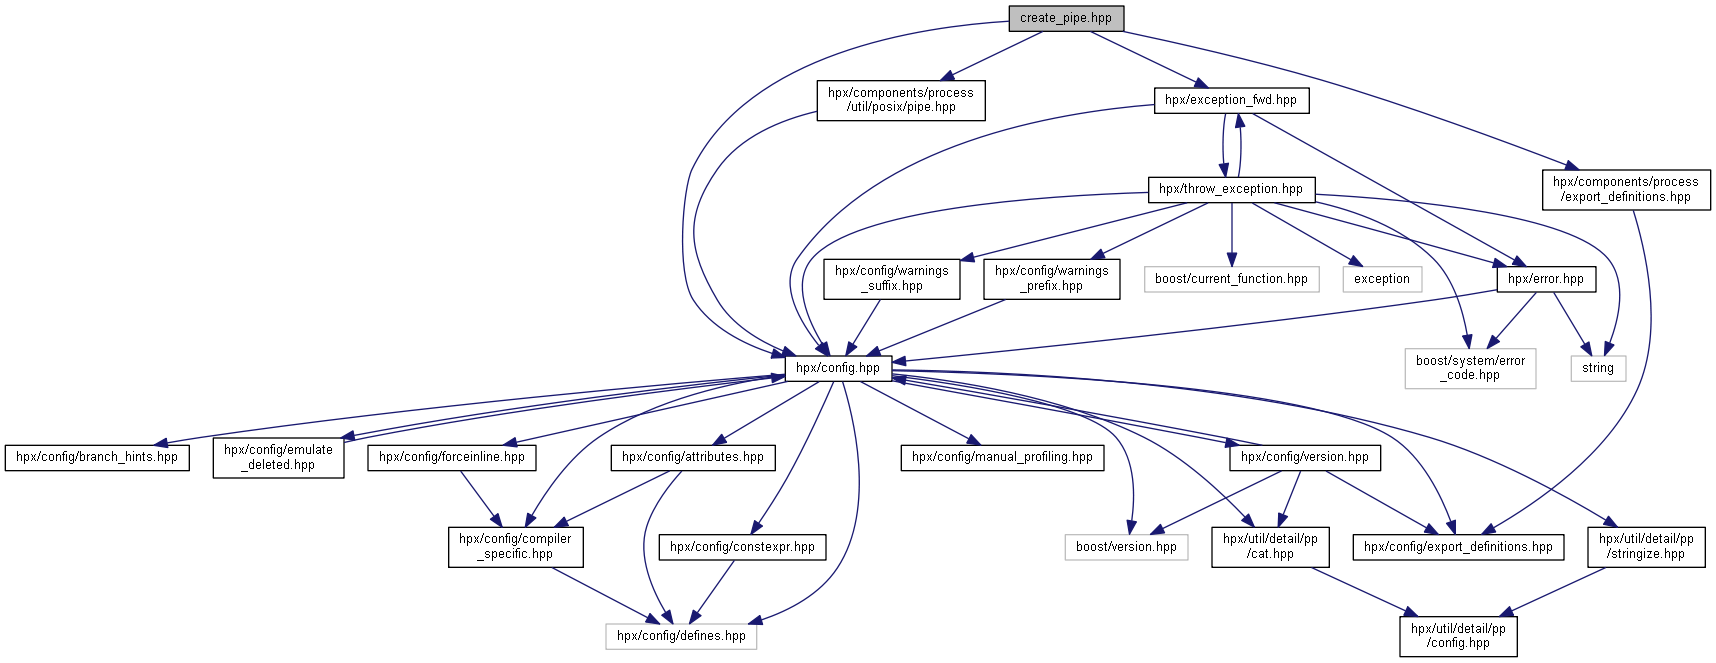 create_pipe.hpp
hpx/components/process
/util/posix/pipe.hpp
hpx/exception_fwd.hpp
hpx/throw_exception.hpp
hpx/components/process
/export_definitions.hpp
hpx/config/warnings
_suffix.hpp
hpx/config/warnings
_prefix.hpp
boost/current_function.hpp
exception
hpx/error.hpp
boost/system/error
_code.hpp
string
hpx/config.hpp
hpx/config/branch_hints.hpp
hpx/config/emulate
_deleted.hpp
hpx/config/forceinline.hpp
hpx/config/attributes.hpp
hpx/config/manual_profiling.hpp
hpx/config/version.hpp
hpx/config/compiler
_specific.hpp
hpx/config/constexpr.hpp
boost/version.hpp
hpx/util/detail/pp
/cat.hpp
hpx/config/export_definitions.hpp
hpx/util/detail/pp
/stringize.hpp
hpx/config/defines.hpp
hpx/util/detail/pp
/config.hpp